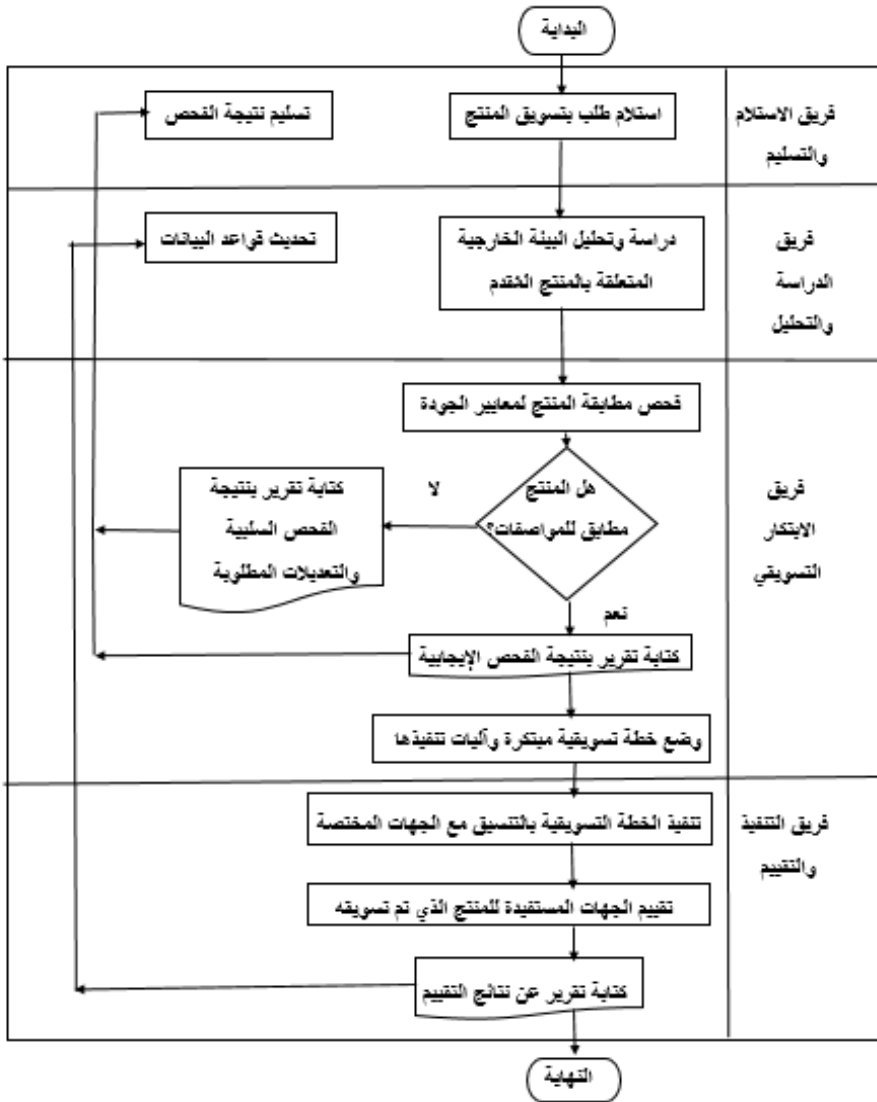 البداية
فريق الاستلام
والتسليم
استلام طلب بتسويق المنتج
تسليم نتيجة الفحص
فريق
الدراسة
والتحليل
دراسة وتحليل البيئة الخارجية
المتعلقة بالمنتج المُقدم
تحديث قواعد البيانات
فريق
الابتكار
التسويقي
فحص مطابقة المنتج لمعايير الجودة
هل المنتج
مطابق للمواصفات؟
لا
كتابة تقرير بنتيجة
الفحص السلبية
والتعديلات المطلوبة
نعم
كتابة تقرير بنتيجة الفحص الإيجابية
وضع خطة تسويقية مبتكرة وآليات تنفيذها
فريق التنفيذ
والتقييم
تنفيذ الخطة التسويقية بالتنسيق مع الجهات المختصة
تقييم الجهات المستفيدة للمنتج الذي تم تسويقه
كتابة تقرير عن نتائج التقييم
النهاية